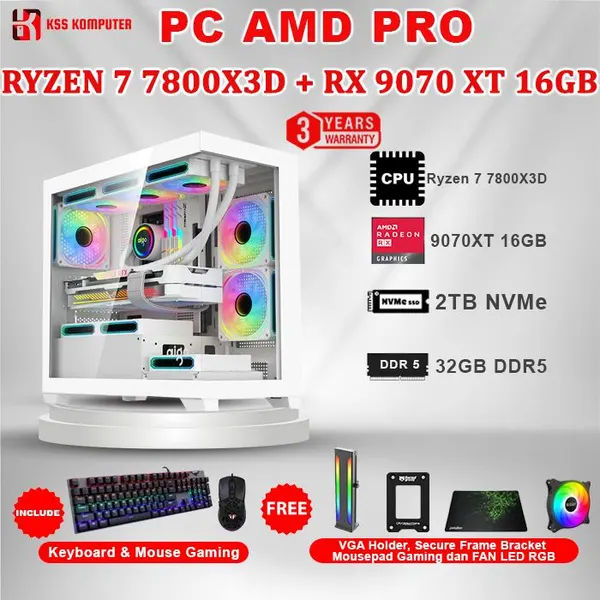 KSS KOMPUTER
PC AMD PRO
RYZEN 7 7800X3D + RX 9070 XT 16GB
3 YEARS
WARRANTY
CPU
Ryzen 7 7800X3D
AMD
RADEON
RX
GRAPHICS
9070XT 16GB
NVMe SSD
2TB NVMe
DDR 5
32GB DDR5
aigo
aigo
INCLUDE
FREE
Keyboard & Mouse Gaming
VGA Holder, Secure Frame Bracket
Mousepad Gaming dan FAN LED RGB